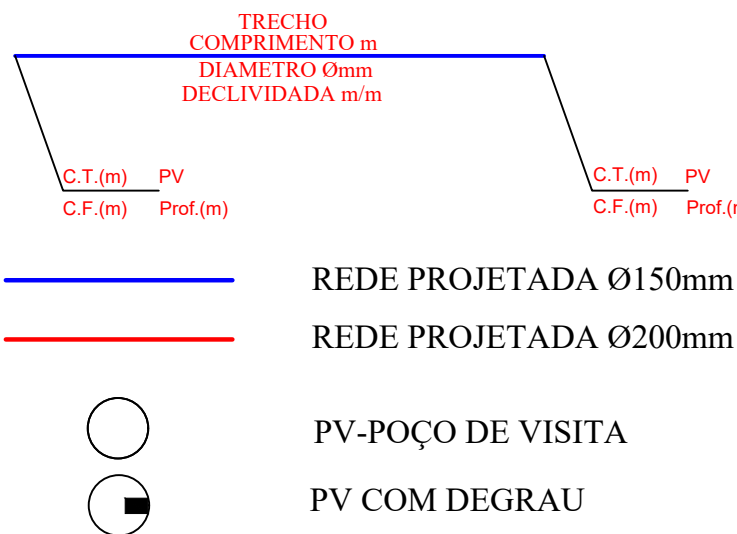 TRECHO
COMPRIMENTO m
DIAMETRO Ømm
DECLIVIDADA m/m
C.T.(m) PV
C.F.(m) Prof.(m)
C.T.(m) PV
C.F.(m) Prof.(
REDE PROJETADA Ø150mm
REDE PROJETADA Ø200mm
PV-POÇO DE VISITA
PV COM DEGRAU